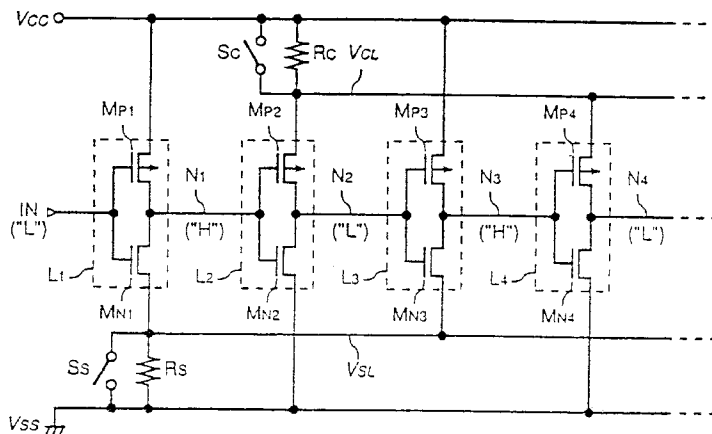 VCC
SC
RC
VCL
MP1
MP2
MP3
MP4
N1
N2
N3
N4
IN
("L")
("H")
("L")
("H")
("L")
L1
L2
L3
L4
MN1
MN2
MN3
MN4
SS
RS
VSL
VSS